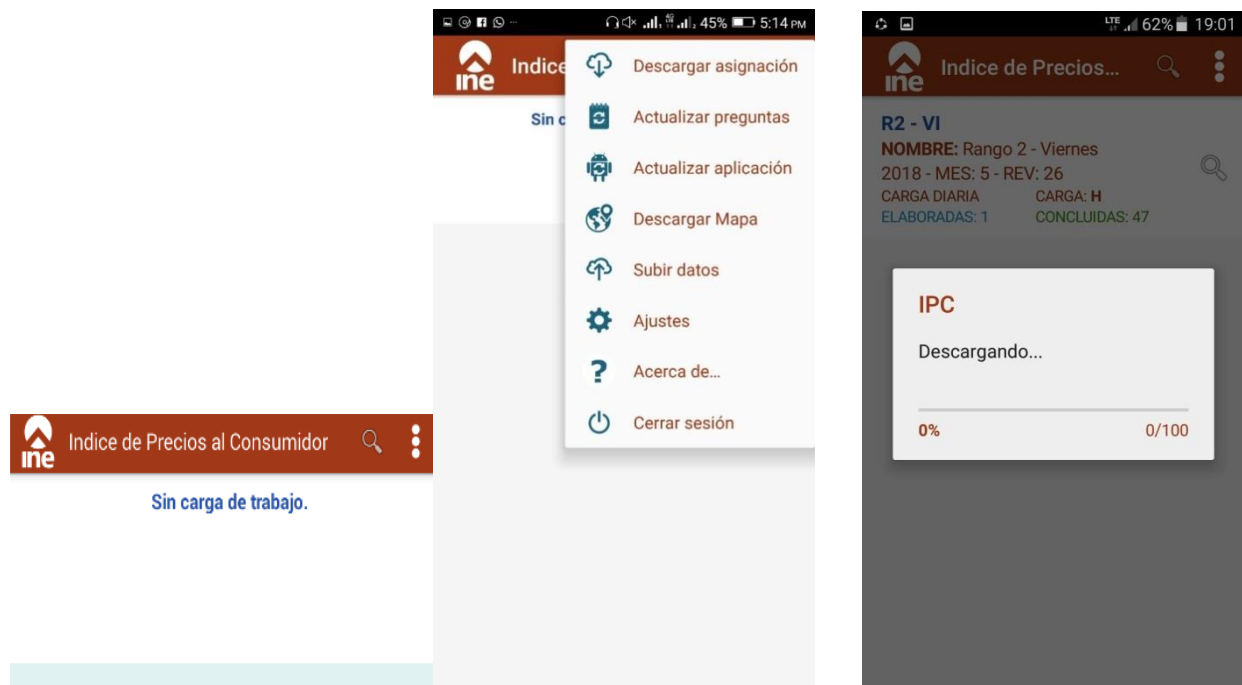 ine
Indice de Precios al Consumidor
Sin carga de trabajo.
45% 5:14 PM
ine
Indice
Sin c
Descargar asignación
Actualizar preguntas
Actualizar aplicación
Descargar Mapa
Subir datos
Ajustes
Acerca de...
Cerrar sesión
LTE 62% 19:01
ine
Indice de Precios...
R2 - VI
NOMBRE: Rango 2 - Viernes
2018 - MES: 5 - REV: 26
CARGA DIARIA CARGA: H
ELABORADAS: 1 CONCLUIDAS: 47
IPC
Descargando...
0% 0/100